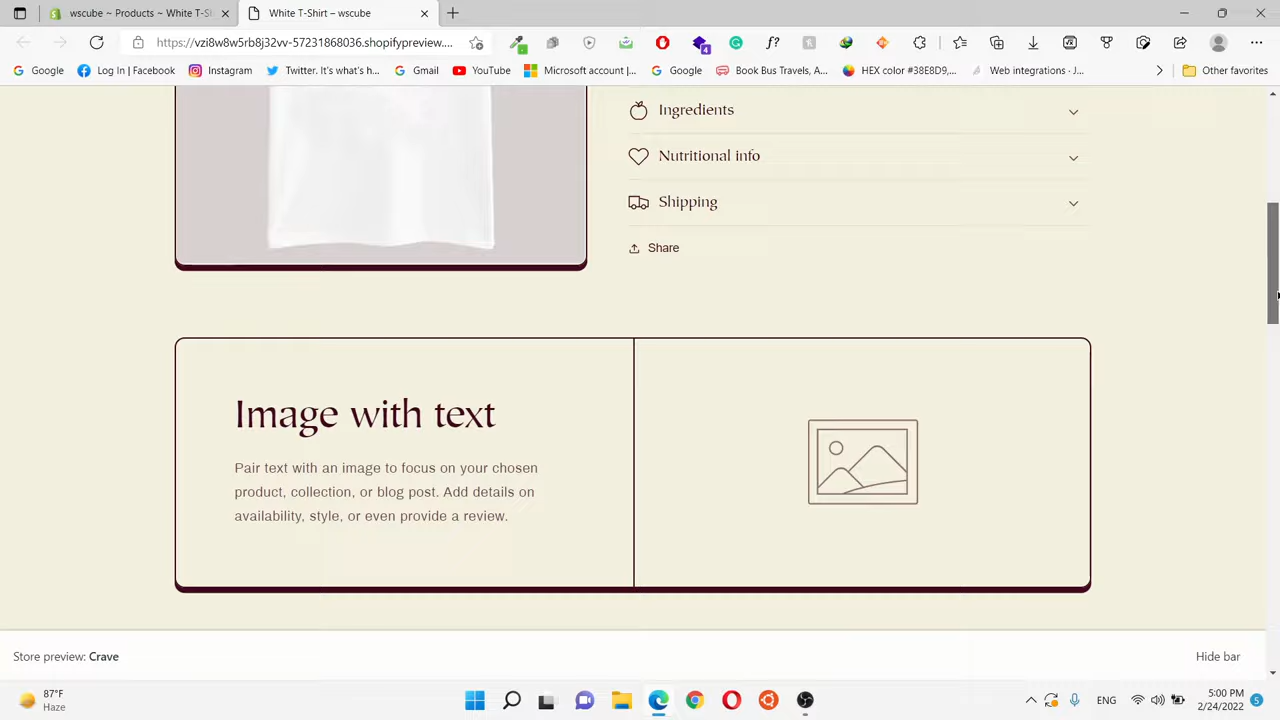 wscube ~ Products ~ White T-S
White T-Shirt – wscube
https://vzi8w8w5rb8j32vv-57231868036.shopifypreview....
Google
Log In | Facebook
Instagram
Twitter. It's what's h...
Gmail
YouTube
Microsoft account |...
Google
Book Bus Travels, A...
HEX color #38E8D9,...
Web integrations · J...
Other favorites
Ingredients
Nutritional info
Shipping
Share
Image with text
Pair text with an image to focus on your chosen
product, collection, or blog post. Add details on
availability, style, or even provide a review.
Store preview: Crave
Hide bar
87°F
Haze
ENG
5:00 PM
2/24/2022
5